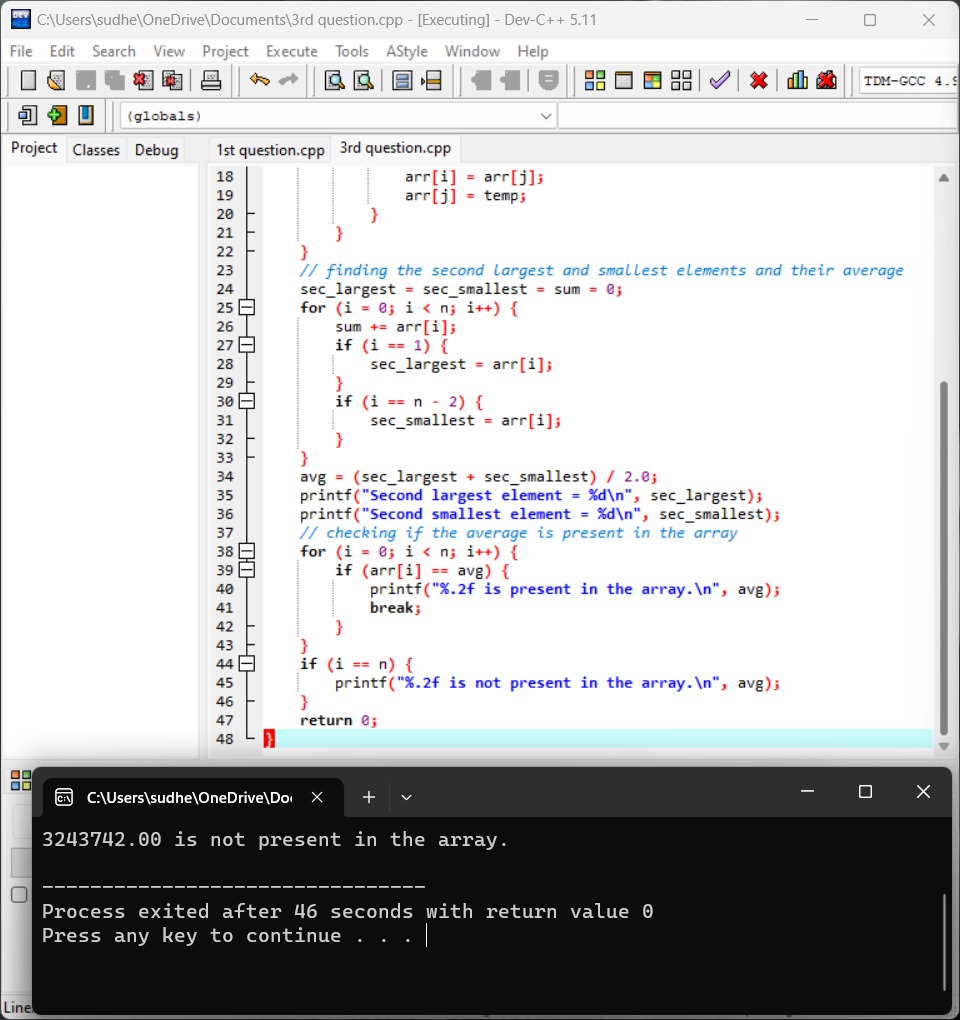 C:\Users\sudhe\OneDrive\Documents\3rd question.cpp - [Executing] - Dev-C++ 5.11
File Edit Search View Project Execute Tools AStyle Window Help
TDM-GCC 4.9
(globals)
Project Classes Debug
1st question.cpp 3rd question.cpp
18 arr[i] = arr[j];
19 arr[j] = temp;
20 }
21 }
22 }
23 // finding the second largest and smallest elements and their average
24 sec_largest = sec_smallest = sum = 0;
25 for (i = 0; i < n; i++) {
26 sum += arr[i];
27 if (i == 1) {
28 sec_largest = arr[i];
29 }
30 if (i == n - 2) {
31 sec_smallest = arr[i];
32 }
33 }
34 avg = (sec_largest + sec_smallest) / 2.0;
35 printf("Second largest element = %d\n", sec_largest);
36 printf("Second smallest element = %d\n", sec_smallest);
37 // checking if the average is present in the array
38 for (i = 0; i < n; i++) {
39 if (arr[i] == avg) {
40 printf("%.2f is present in the array.\n", avg);
41 break;
42 }
43 }
44 if (i == n) {
45 printf("%.2f is not present in the array.\n", avg);
46 }
47 return 0;
48 }
C:\Users\sudhe\OneDrive\Do
3243742.00 is not present in the array.
--------------------------------
Process exited after 46 seconds with return value 0
Press any key to continue . . .
Line: